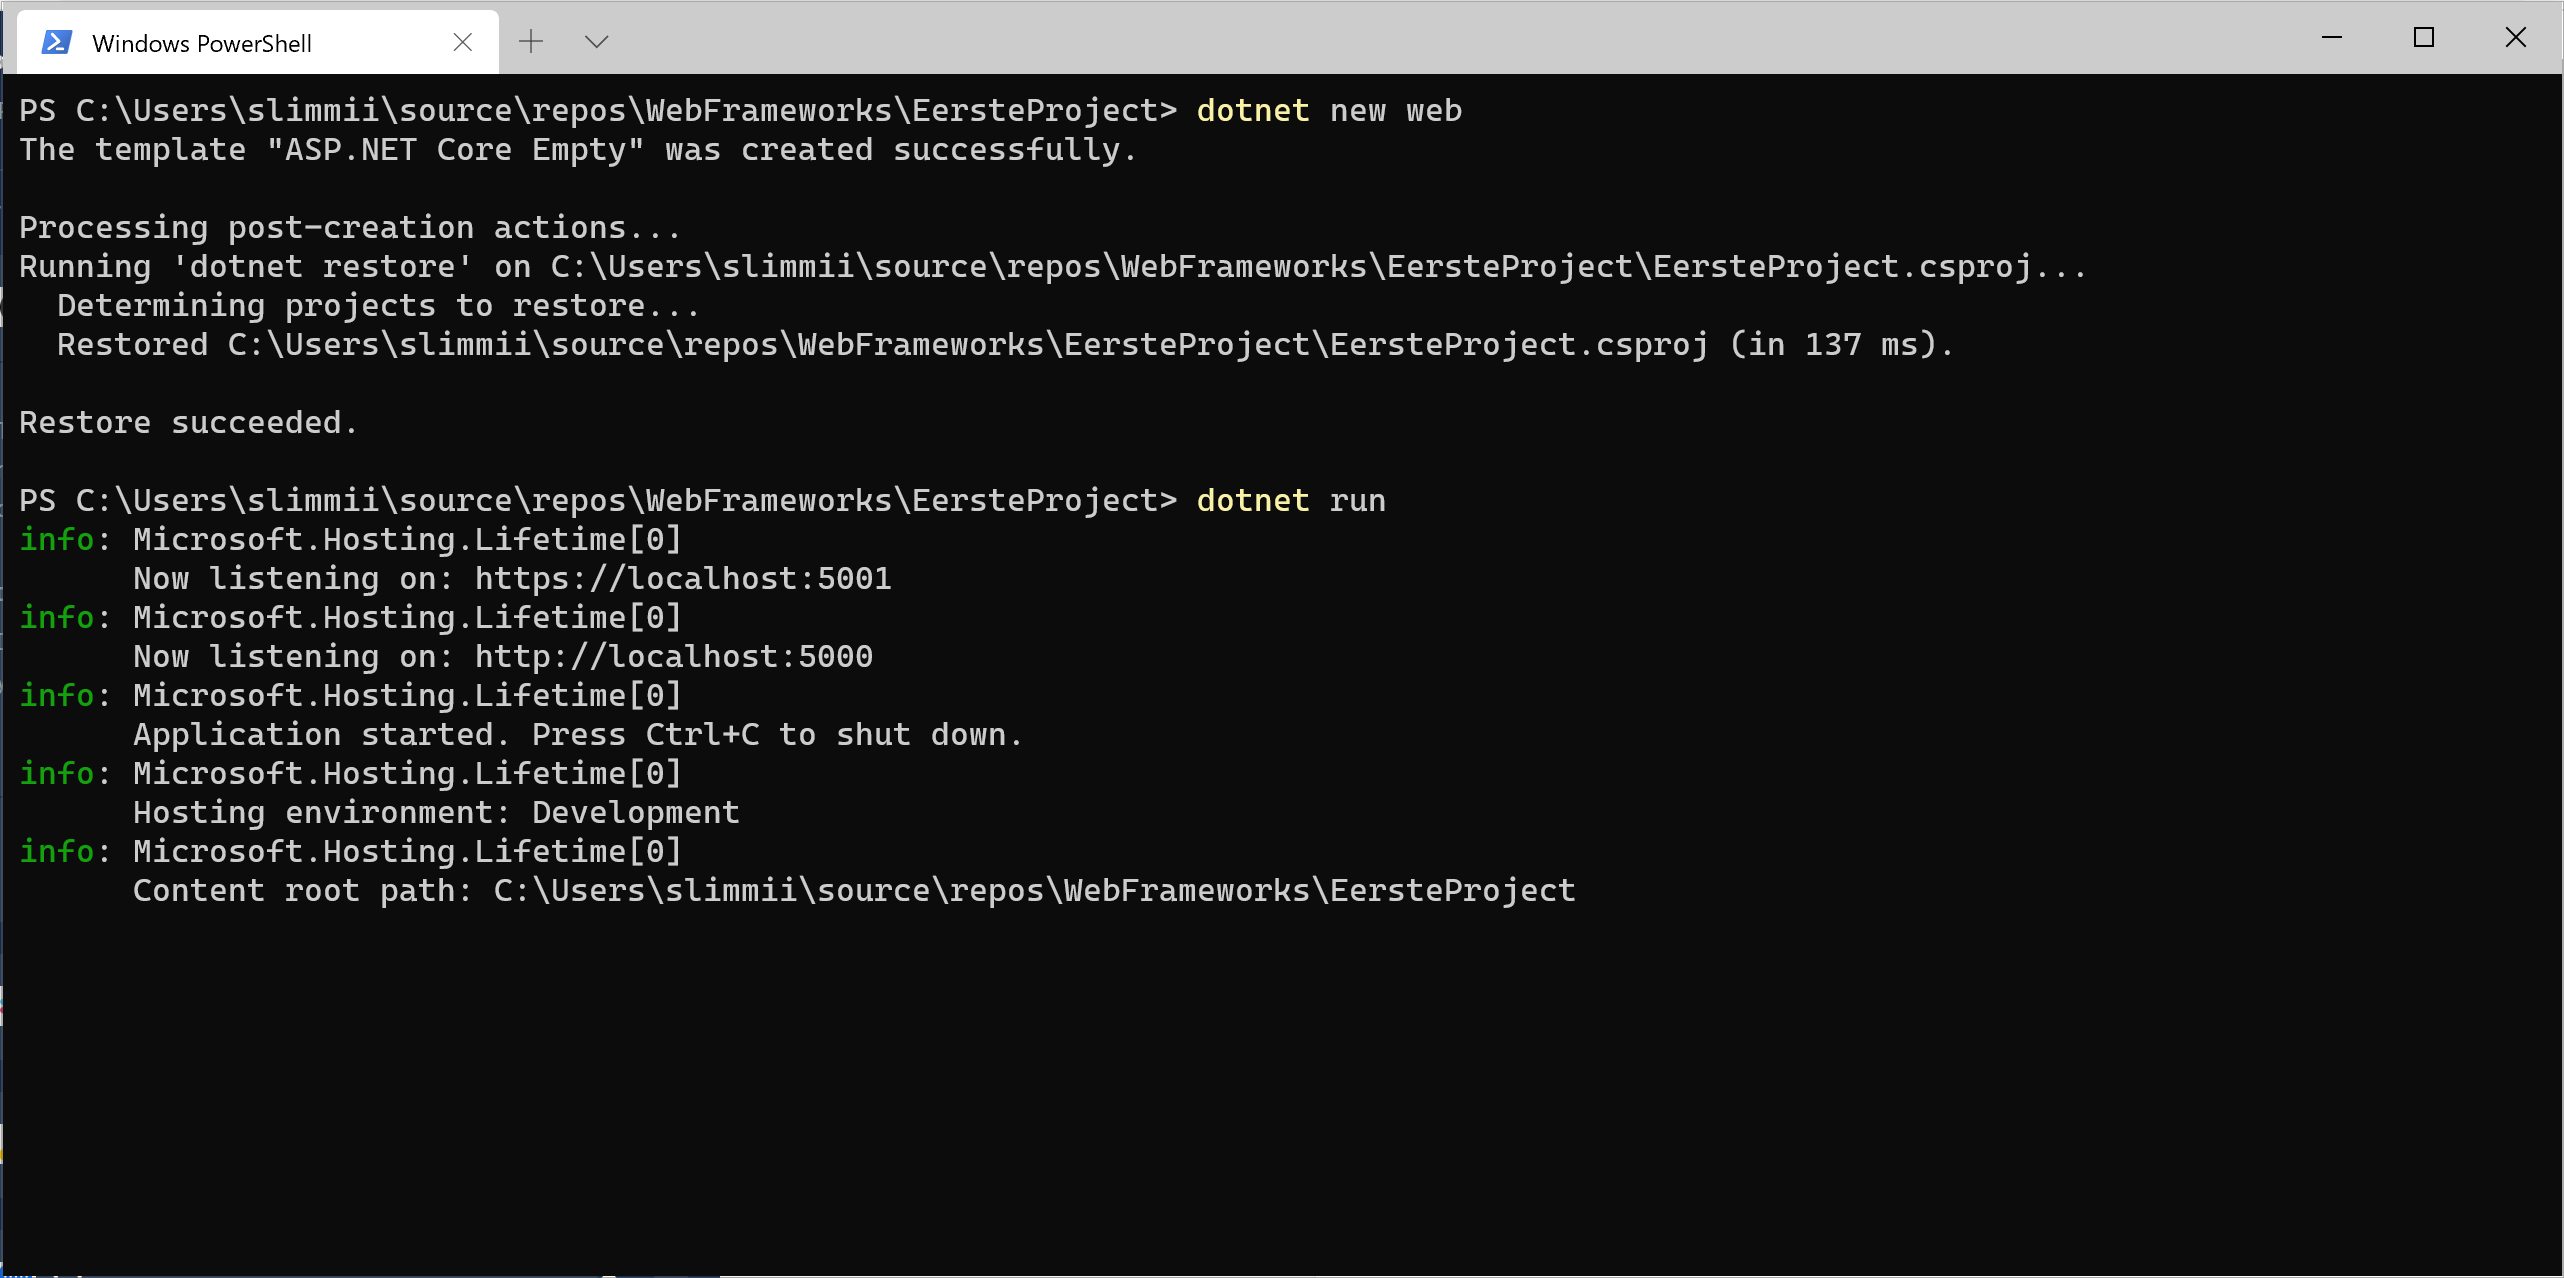 Windows PowerShell
PS C:\Users\slimmii\source\repos\WebFrameworks\EersteProject> dotnet new web
The template "ASP.NET Core Empty" was created successfully.
Processing post-creation actions...
Running 'dotnet restore' on C:\Users\slimmii\source\repos\WebFrameworks\EersteProject\EersteProject.csproj...
  Determining projects to restore...
  Restored C:\Users\slimmii\source\repos\WebFrameworks\EersteProject\EersteProject.csproj (in 137 ms).
Restore succeeded.
PS C:\Users\slimmii\source\repos\WebFrameworks\EersteProject> dotnet run
info: Microsoft.Hosting.Lifetime[0]
      Now listening on: https://localhost:5001
info: Microsoft.Hosting.Lifetime[0]
      Now listening on: http://localhost:5000
info: Microsoft.Hosting.Lifetime[0]
      Application started. Press Ctrl+C to shut down.
info: Microsoft.Hosting.Lifetime[0]
      Hosting environment: Development
info: Microsoft.Hosting.Lifetime[0]
      Content root path: C:\Users\slimmii\source\repos\WebFrameworks\EersteProject